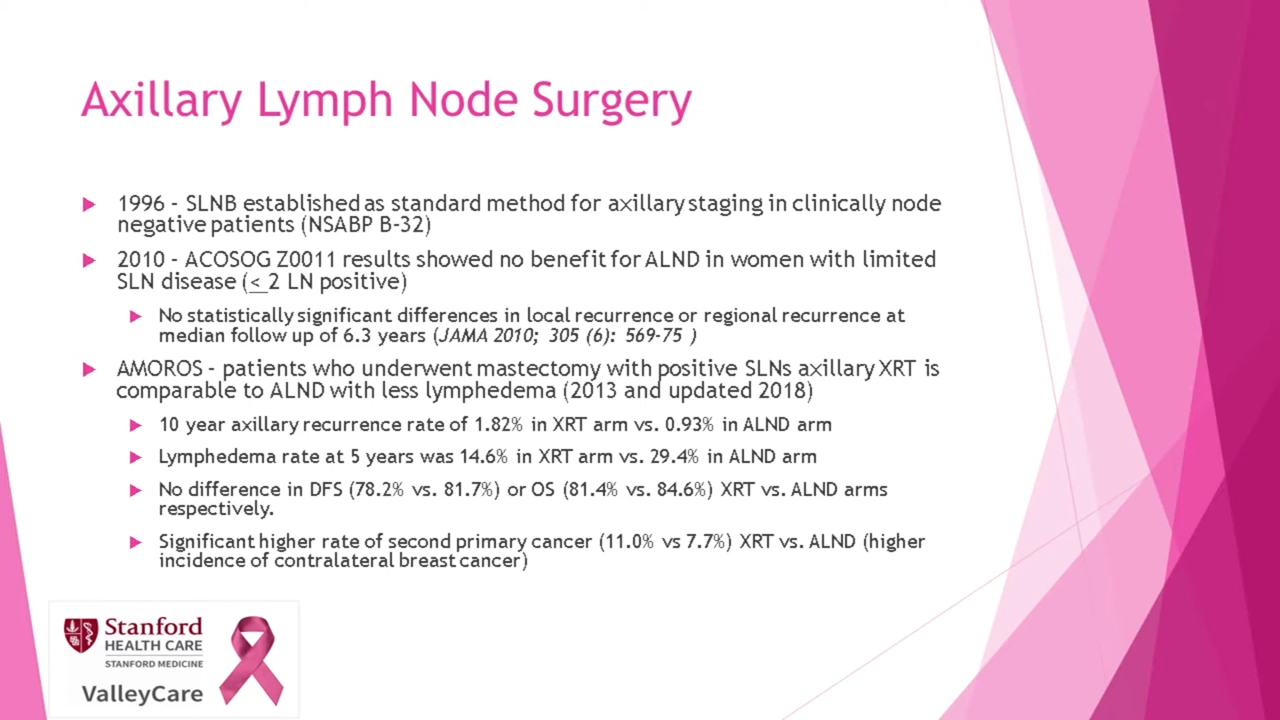 Axillary Lymph Node Surgery
1996 - SLNB established as standard method for axillary staging in clinically node
negative patients (NSABP B-32)
2010 - ACOSOG Z0011 results showed no benefit for ALND in women with limited
SLN disease (< 2 LN positive)
No statistically significant differences in local recurrence or regional recurrence at
median follow up of 6.3 years (JAMA 2010; 305 (6): 569-75 )
AMOROS - patients who underwent mastectomy with positive SLNs axillary XRT is
comparable to ALND with less lymphedema (2013 and updated 2018)
10 year axillary recurrence rate of 1.82% in XRT arm vs. 0.93% in ALND arm
Lymphedema rate at 5 years was 14.6% in XRT arm vs. 29.4% in ALND arm
No difference in DFS (78.2% vs. 81.7%) or OS (81.4% vs. 84.6%) XRT vs. ALND arms
respectively.
Significant higher rate of second primary cancer (11.0% vs 7.7%) XRT vs. ALND (higher
incidence of contralateral breast cancer)
Stanford
HEALTH CARE
STANFORD MEDICINE
ValleyCare